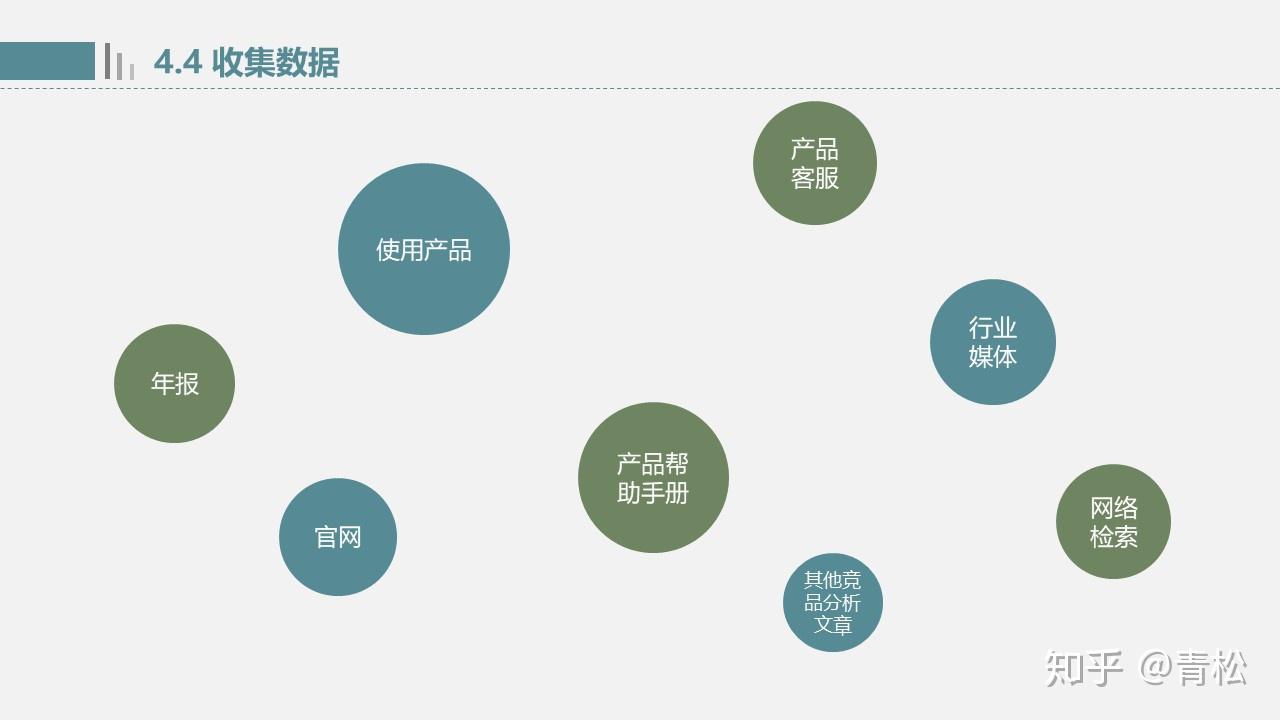 4.4 收集数据
产品
客服
使用产品
行业
媒体
年报
产品帮
助手册
官网
网络
检索
其他竞
品分析
文章
知乎 @青松